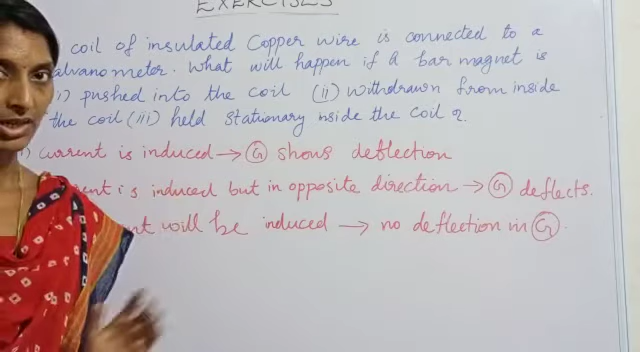 EXERCISES
coil of insulated Copper wire is connected to a
alvanometer. What will happen if a bar magnet is
i) pushed into the coil (ii) withdrawn from inside
the coil (iii) held stationary inside the coil ?
) current is induced → G shows deflection
rent is induced but in opposite direction → G deflects.
nt will be induced → no deflection in G.